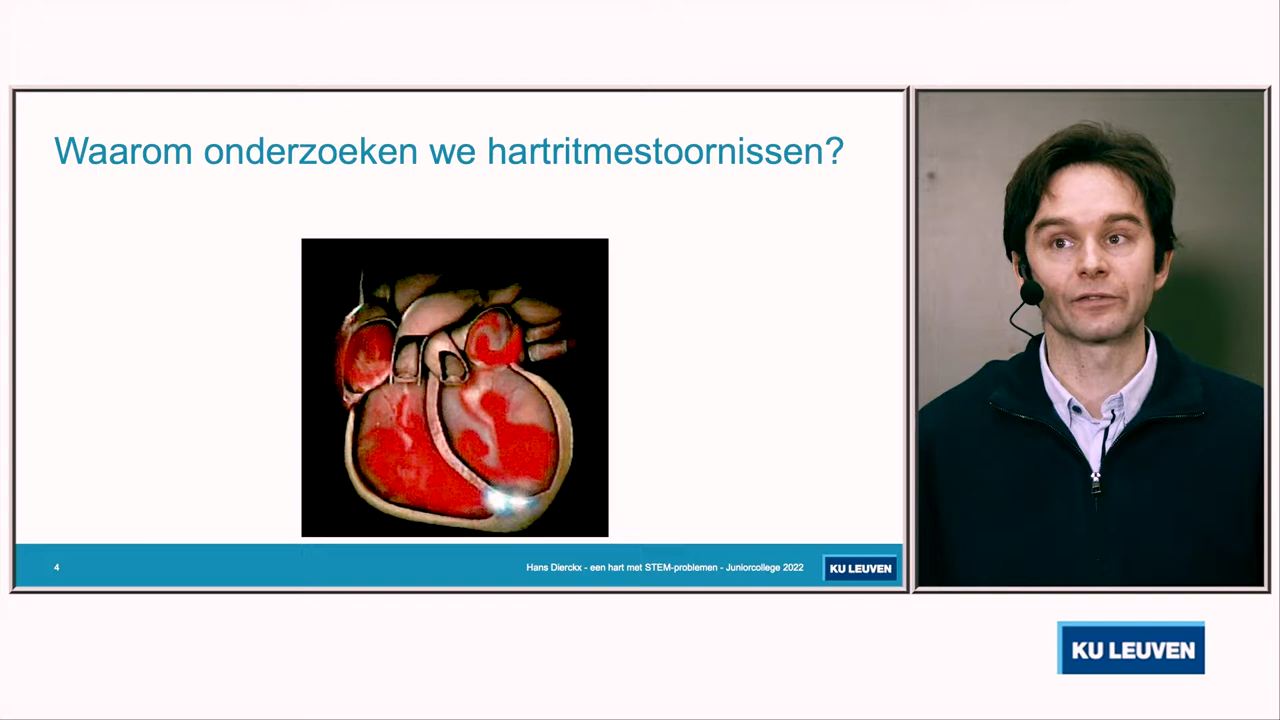 Waarom onderzoeken we hartritmestoornissen?
4
Hans Dierckx - een hart met STEM-problemen - Juniorcollege 2022
KU LEUVEN
KU LEUVEN